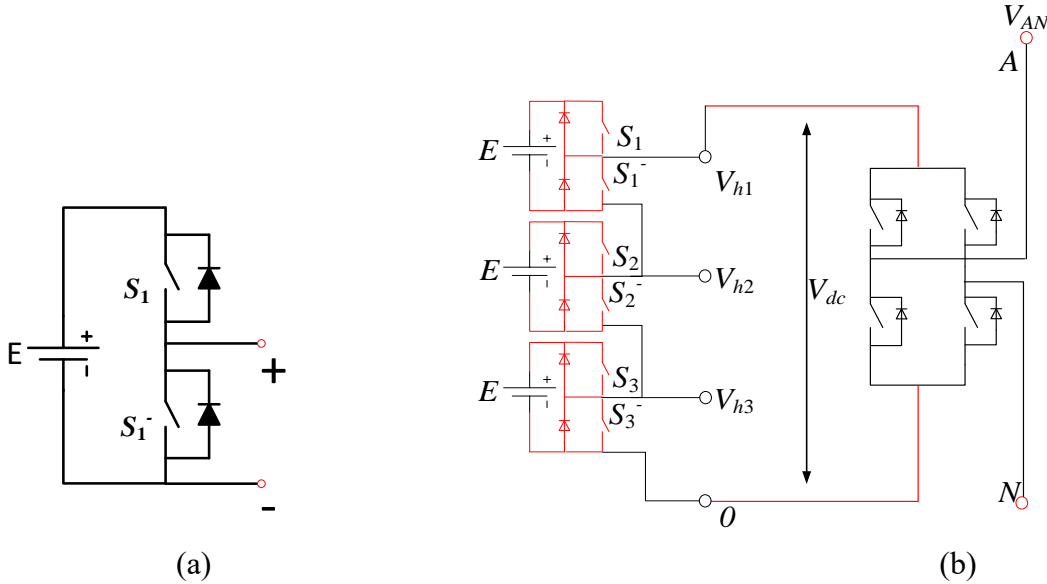 E
+
-
S1
S1-
+
-
(a)
E
+
-
S1
S1-
Vh1
E
+
-
S2
S2-
Vh2
E
+
-
S3
S3-
Vh3
0
Vdc
VAN
A
N
(b)